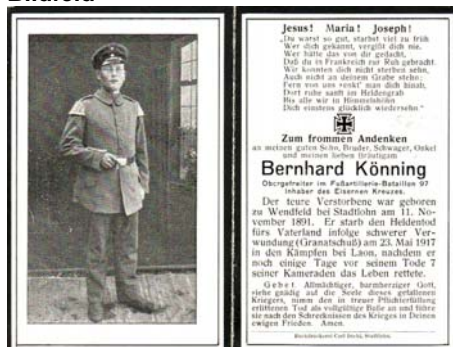 Bildfeld
Jesus! Maria! Joseph!
„Du warst so gut, starbst viel zu früh
Wer dich gekannt, vergißt dich nie.
Wer hätte das von dir gedacht,
Daß du in Frankreich zur Ruh gebracht.
Wir konnten dich nicht sterben sehn,
Auch nicht an deinem Grabe stehn;
Fern von uns senkt' man dich hinab,
Dort ruhe sanft im Heldengrab
Bis alle wir in Himmelshöhn
Dich einstens glücklich wiedersehn."
Zum frommen Andenken
an meinen guten Sohn, Bruder, Schwager, Onkel
und meinen lieben Bräutigam
Bernhard Könning
Obergefreiter im Fußartillerie-Bataillon 97
Inhaber des Eisernen Kreuzes.
Der teure Verstorbene war geboren
zu Wendfeld bei Stadtlohn am 11. No-
vember 1891. Er starb den Heldentod
fürs Vaterland infolge schwerer Ver-
wundung (Granatschuß) am 23. Mai 1917
in den Kämpfen bei Laon, nachdem er
noch einige Tage vor seinem Tode 7
seiner Kameraden das Leben rettete.
Gebet. Allmächtiger, barmherziger Gott,
siehe gnädig auf die Seele dieses gefallenen
Kriegers, nimm den in treuer Pflichterfüllung
erlittenen Tod als vollgültige Buße an und führe
sie nach den Schrecknissen des Krieges in Deinen
ewigen Frieden. Amen.